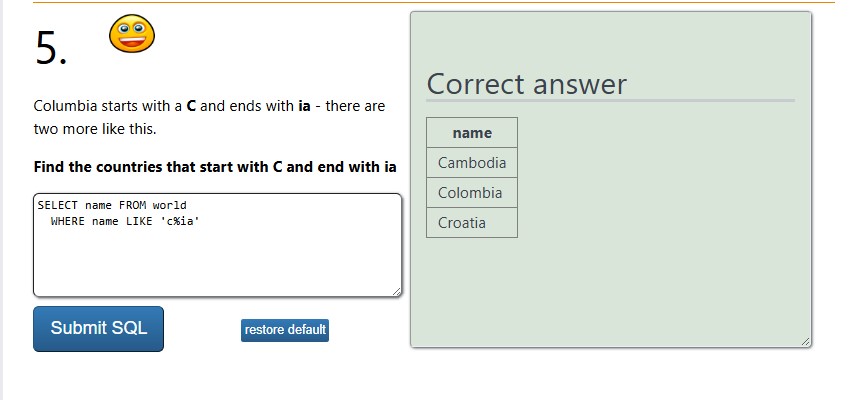 5.
Columbia starts with a C and ends with ia - there are
two more like this.
Find the countries that start with C and end with ia
SELECT name FROM world
WHERE name LIKE 'c%ia'
Submit SQL
restore default
Correct answer
name
Cambodia
Colombia
Croatia